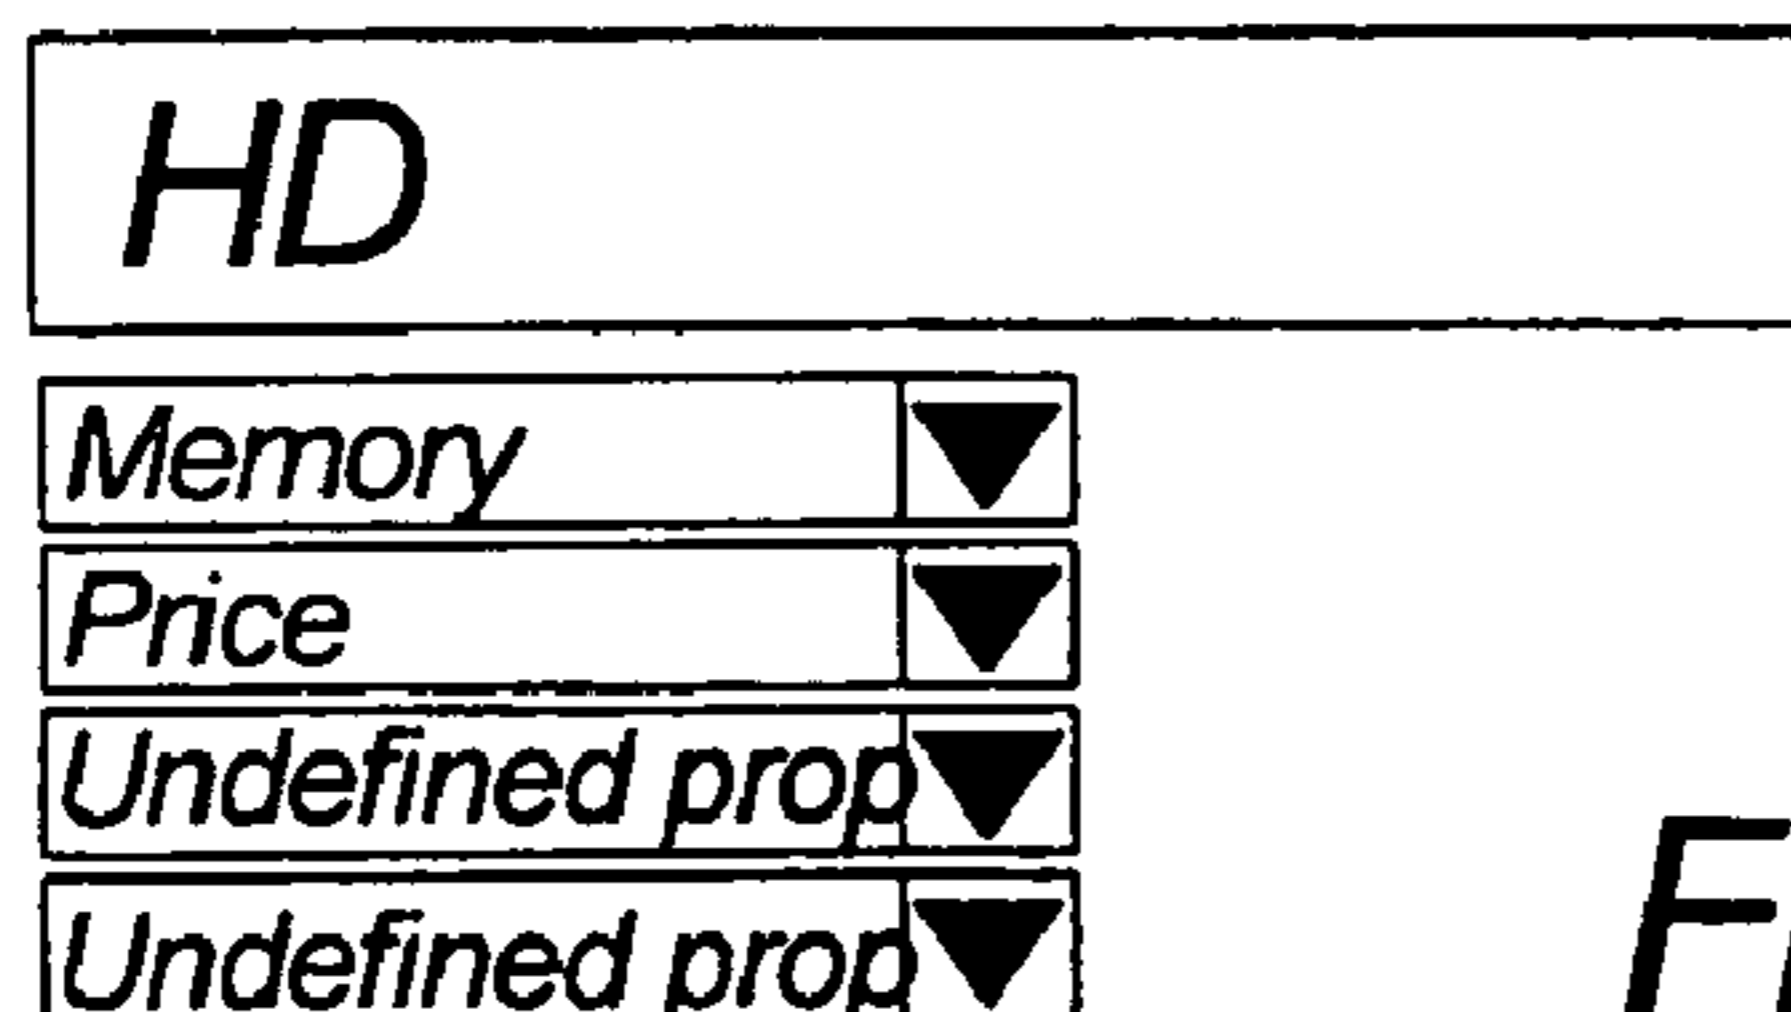 HD
Memory
Price
Undefined prop
Undefined prop